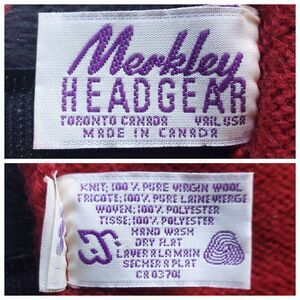 Merkley
HEADGEAR
TORONTO CANADA VAIL USA
MADE IN CANADA
KNIT; 100% PURE VIRGIN WOOL
TRICOTE; 100% PURE LAINE VIERGE
WOVEN; 100% POLYESTER
TISSE; 100% POLYESTER
HAND WASH
DRY FLAT
LAVER A LA MAIN
SECHER A PLAT
CA 03701